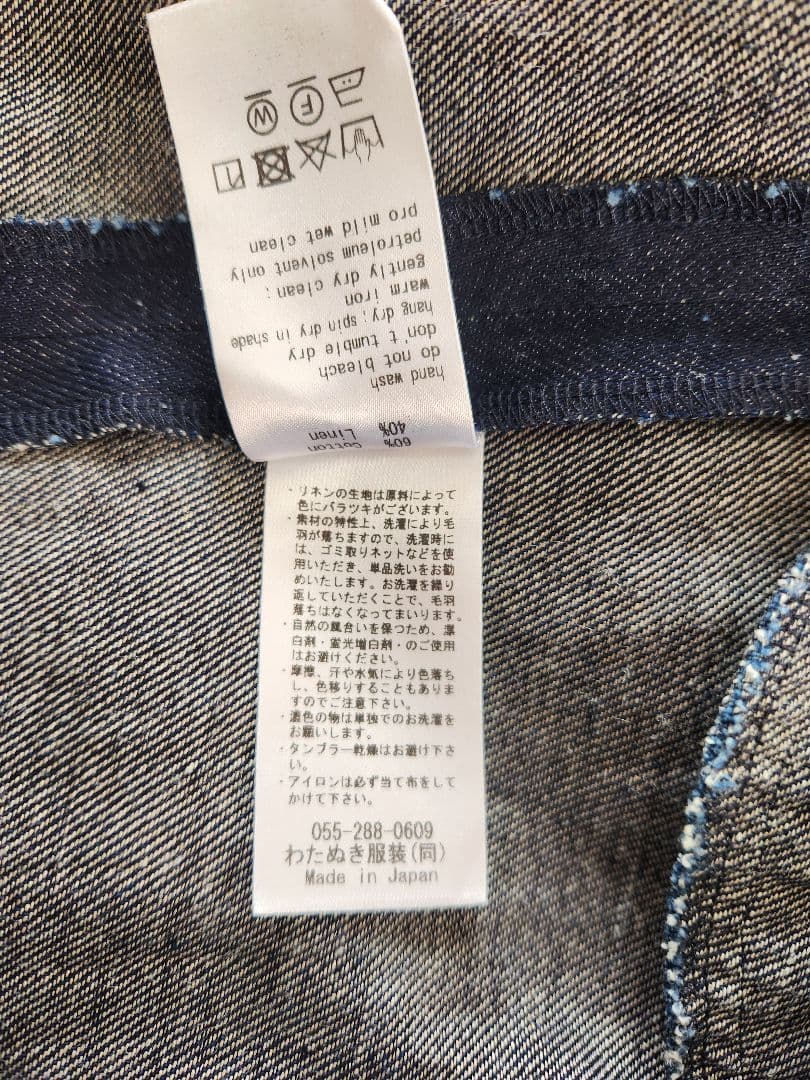 60% Cotton
40% Linen
hand wash
do not bleach
don't tumble dry
hang dry; spin dry in shade
warm iron
gently dry clean;
petroleum solvent only
pro mild wet clean
F W
・リネンの生地は原料によって
色にバラツキがございます。
・素材の特性上、洗濯により毛
羽が落ちますので、洗濯時に
は、ゴミ取りネットなどを使
用いただき、単品洗いをお勧
めいたします。お洗濯を繰り
返していただくことで、毛羽
落ちはなくなってまいります。
・自然の風合いを保つため、漂
白剤・蛍光増白剤・のご使用
はお避けください。
・摩擦、汗や水気により色落ち
し、色移りすることもありま
すのでご注意下さい。
・濃色の物は単独でのお洗濯を
お願いします。
・タンブラー乾燥はお避け下さ
い。
・アイロンは必ず当て布をして
かけて下さい。
055-288-0609
わたぬき服装(同)
Made in Japan